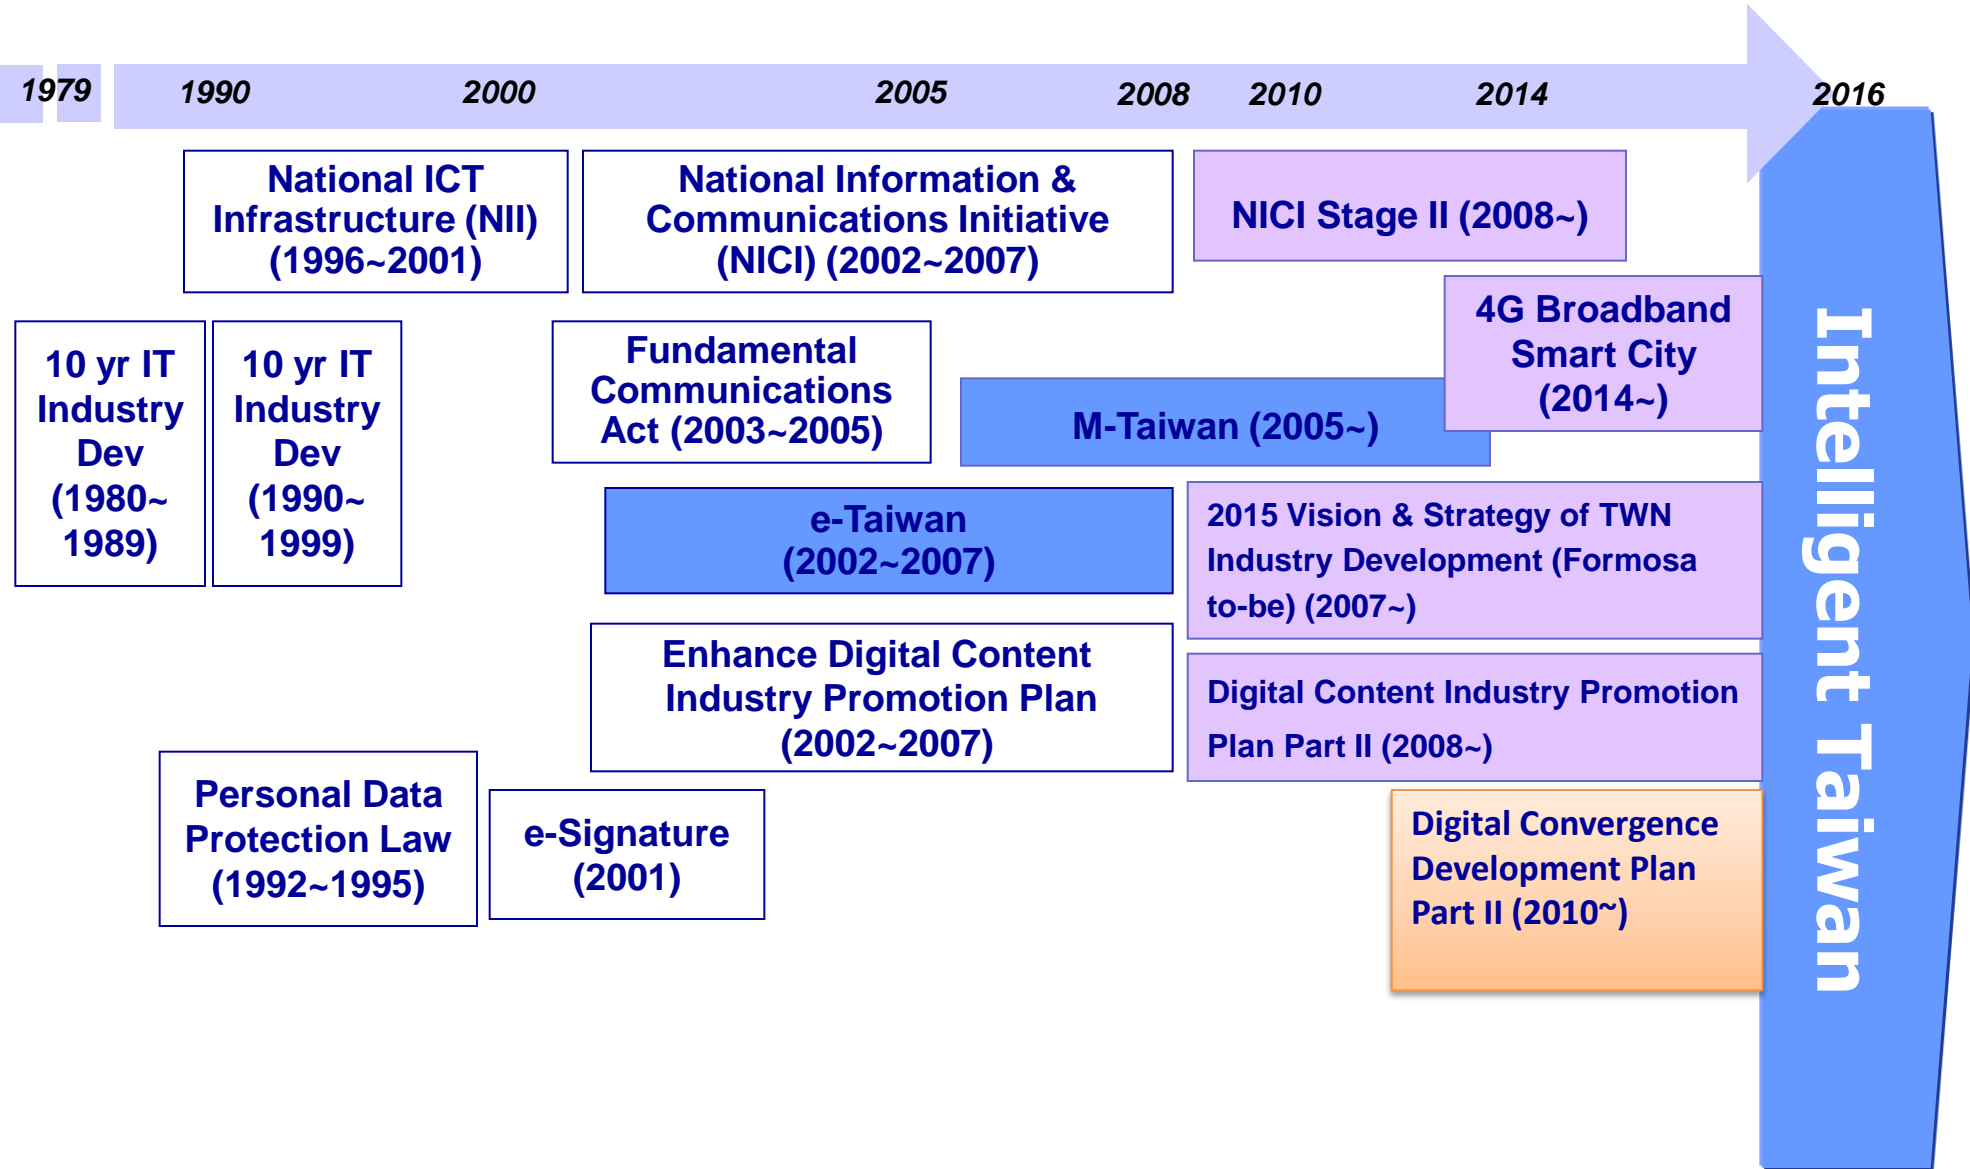 1979
1990
2000
2005
2008
2010
2014
2016
National ICT
Infrastructure (NII)
(1996~2001)
National Information &
Communications Initiative
(NICI) (2002~2007)
NICI Stage II (2008~)
10 yr IT
Industry
Dev
(1980~
1989)
10 yr IT
Industry
Dev
(1990~
1999)
Fundamental
Communications
Act (2003~2005)
M-Taiwan (2005~)
4G Broadband
Smart City
(2014~)
e-Taiwan
(2002~2007)
2015 Vision & Strategy of TWN
Industry Development (Formosa
to-be) (2007~)
Enhance Digital Content
Industry Promotion Plan
(2002~2007)
Digital Content Industry Promotion
Plan Part II (2008~)
Personal Data
Protection Law
(1992~1995)
e-Signature
(2001)
Digital Convergence
Development Plan
Part II (2010~)
Intelligent Taiwan